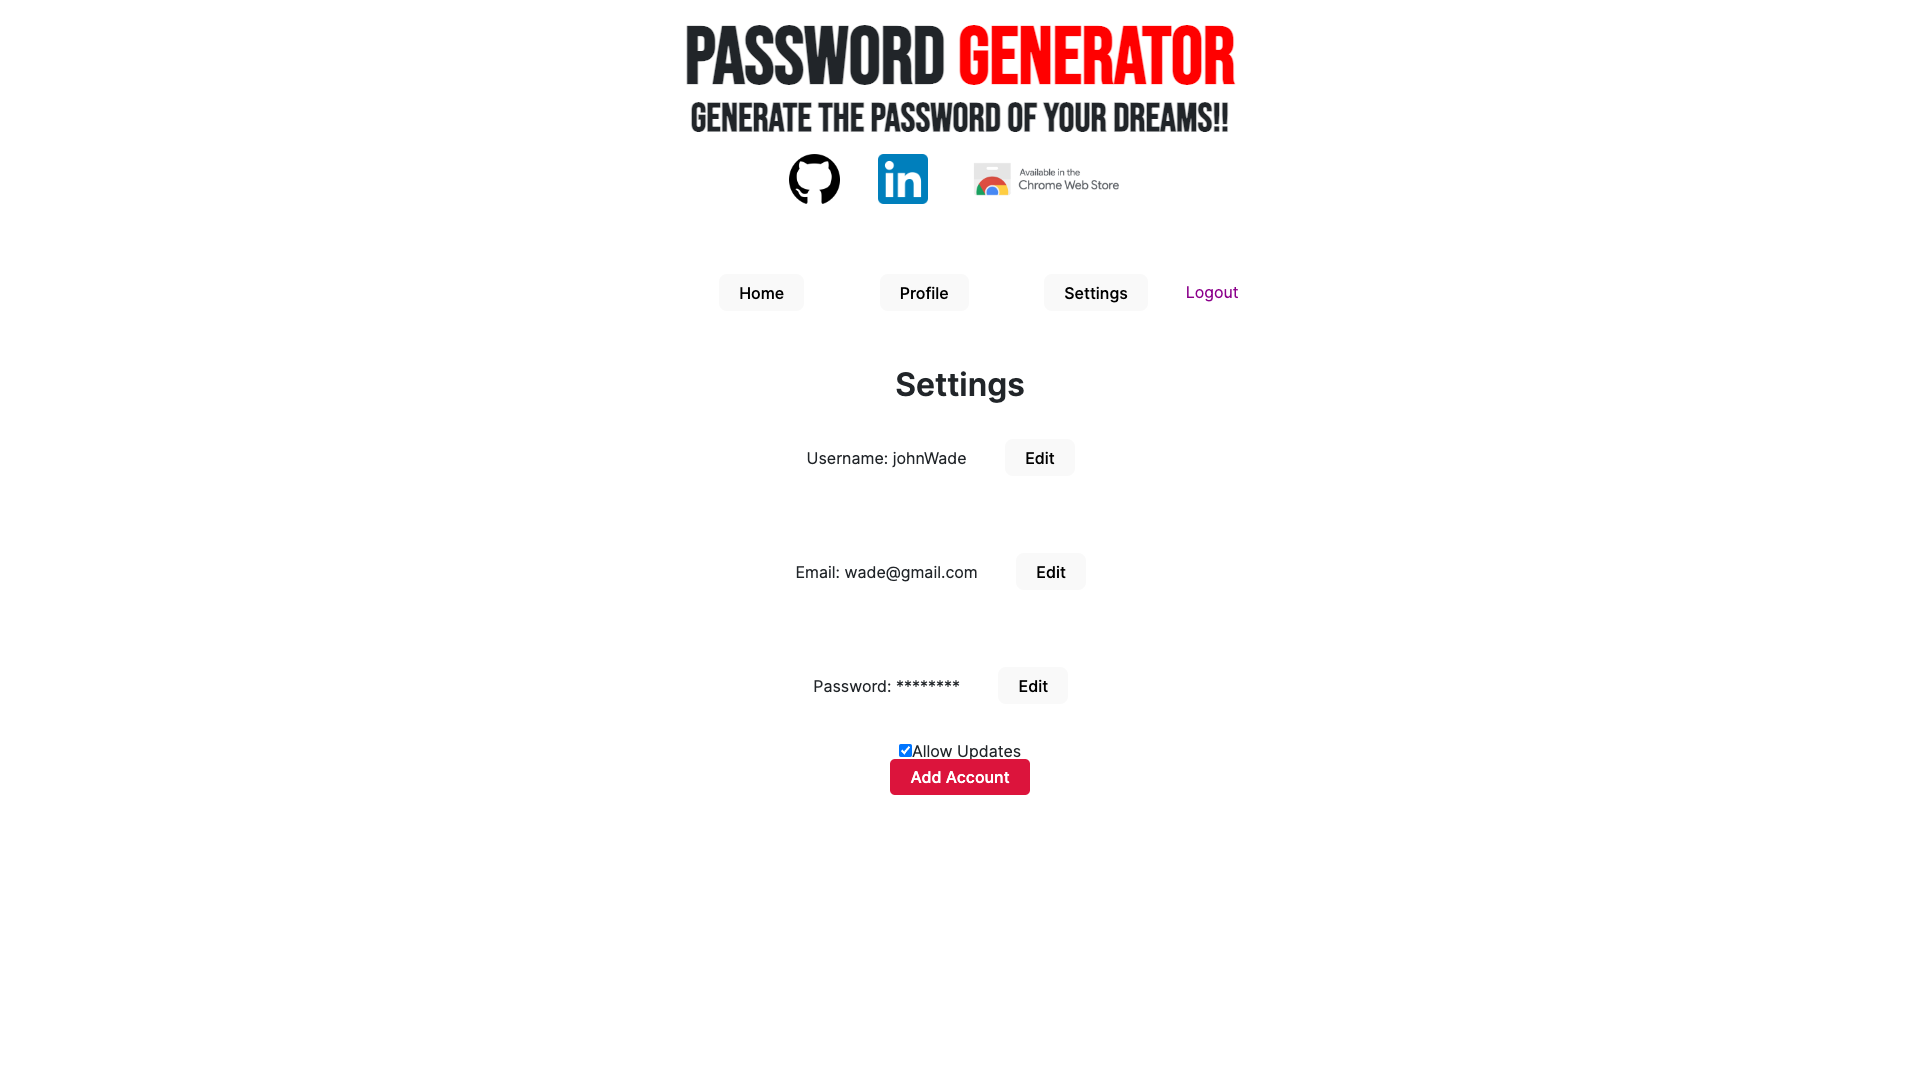 PASSWORD GENERATOR
GENERATE THE PASSWORD OF YOUR DREAMS!!
in
Available in the
Chrome Web Store
Home Profile Settings Logout
Settings
Username: johnWade Edit
Email: wade@gmail.com Edit
Password: ******** Edit
Allow Updates
Add Account